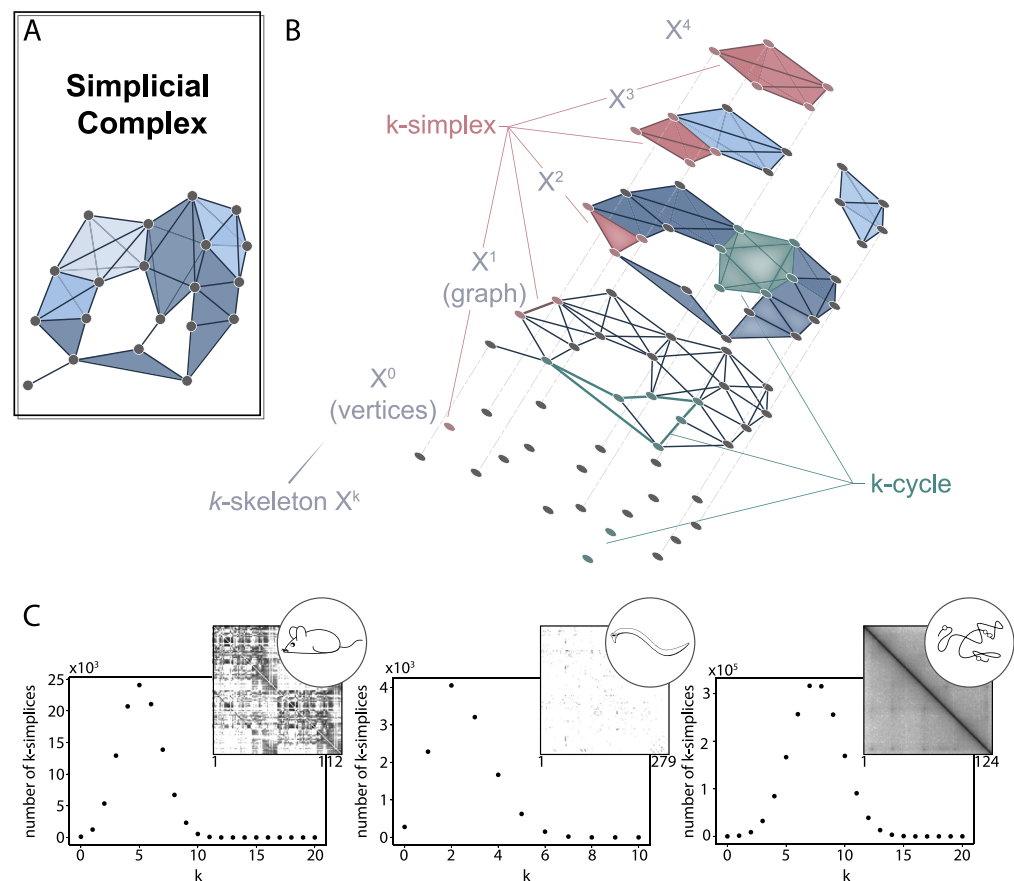 A
Simplicial
Complex
B
X⁴
X³
k-simplex
X²
X¹
(graph)
X⁰
(vertices)
k-skeleton Xᵏ
k-cycle
C
x10³
25
20
15
10
5
0
number of k-simplices
0 5 10 15 20
k
1 112
x10³
4
3
2
1
0
number of k-simplices
0 2 4 6 8 10
k
1 279
x10⁵
3
2
1
0
number of k-simplices
0 5 10 15 20
k
1 124